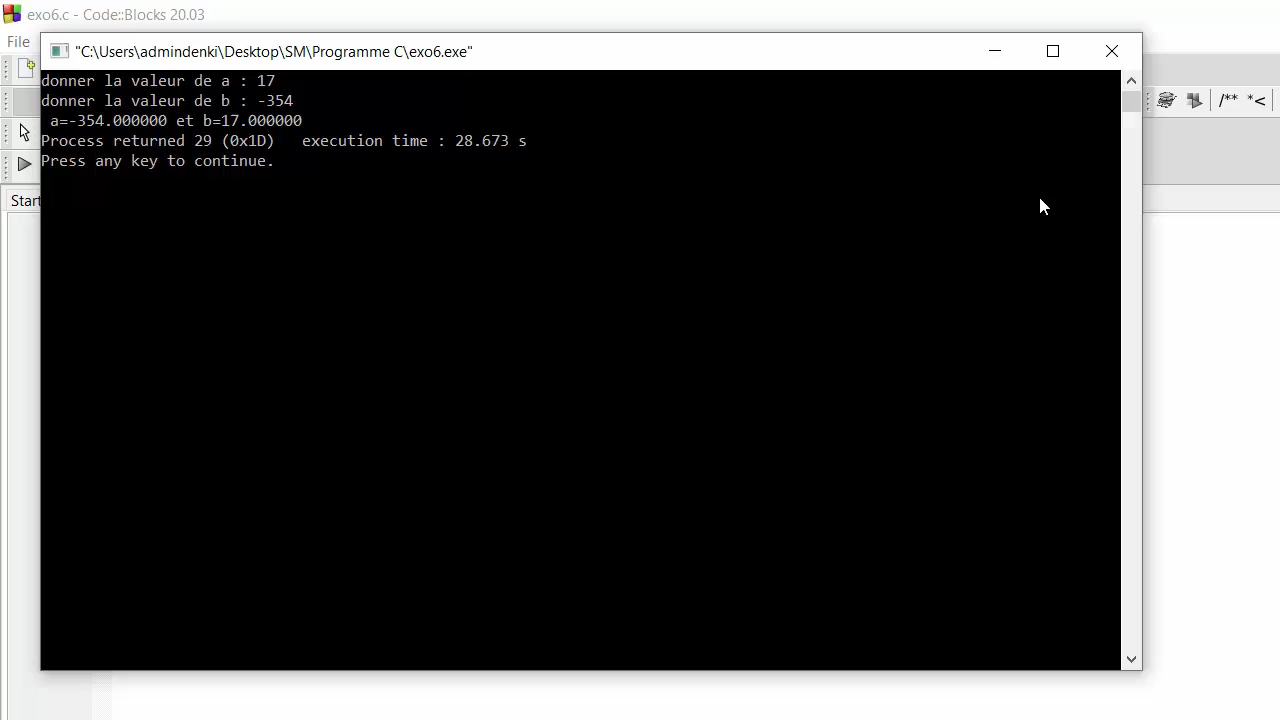 exo6.c - Code::Blocks 20.03
File
"C:\Users\admindenki\Desktop\SM\Programme C\exo6.exe"
donner la valeur de a : 17
donner la valeur de b : -354
 a=-354.000000 et b=17.000000
Process returned 29 (0x1D)   execution time : 28.673 s
Press any key to continue.
/** *<
Start